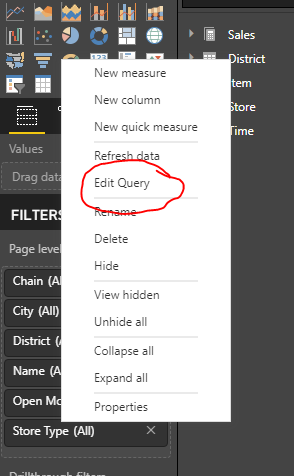 Sales
District
Item
Store
Time
New measure
New column
New quick measure
Refresh data
Edit Query
Rename
Delete
Hide
View hidden
Unhide all
Collapse all
Expand all
Properties
Values
Drag data
FILTERS
Page level
Chain (All)
City (All)
District (A
Name (All
Open Mo
Store Type (All)
Drillthrough filters